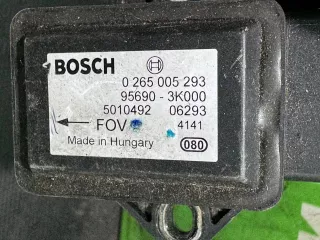 BOSCH
0 265 005 293
95690 - 3K000
5010492 06293
FOV 4141
Made in Hungary 080